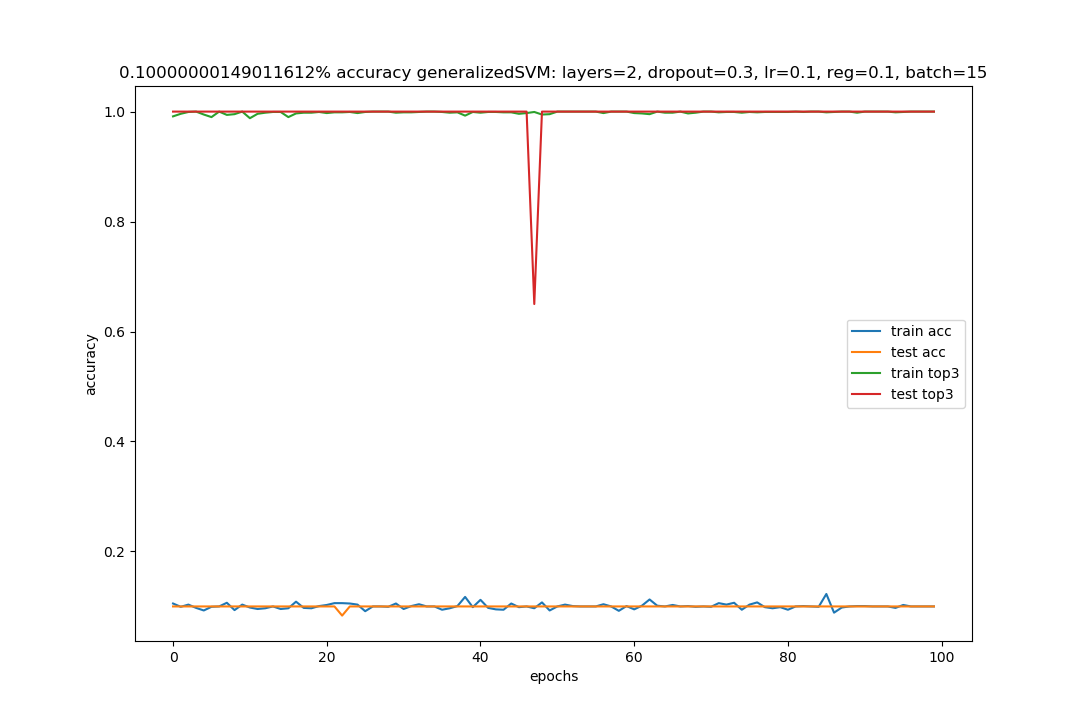 0.10000000149011612% accuracy generalizedSVM: layers=2, dropout=0.3, lr=0.1, reg=0.1, batch=15
1.0
0.8
0.6
0.4
0.2
accuracy
train acc
test acc
train top3
test top3
0 20 40 60 80 100
epochs